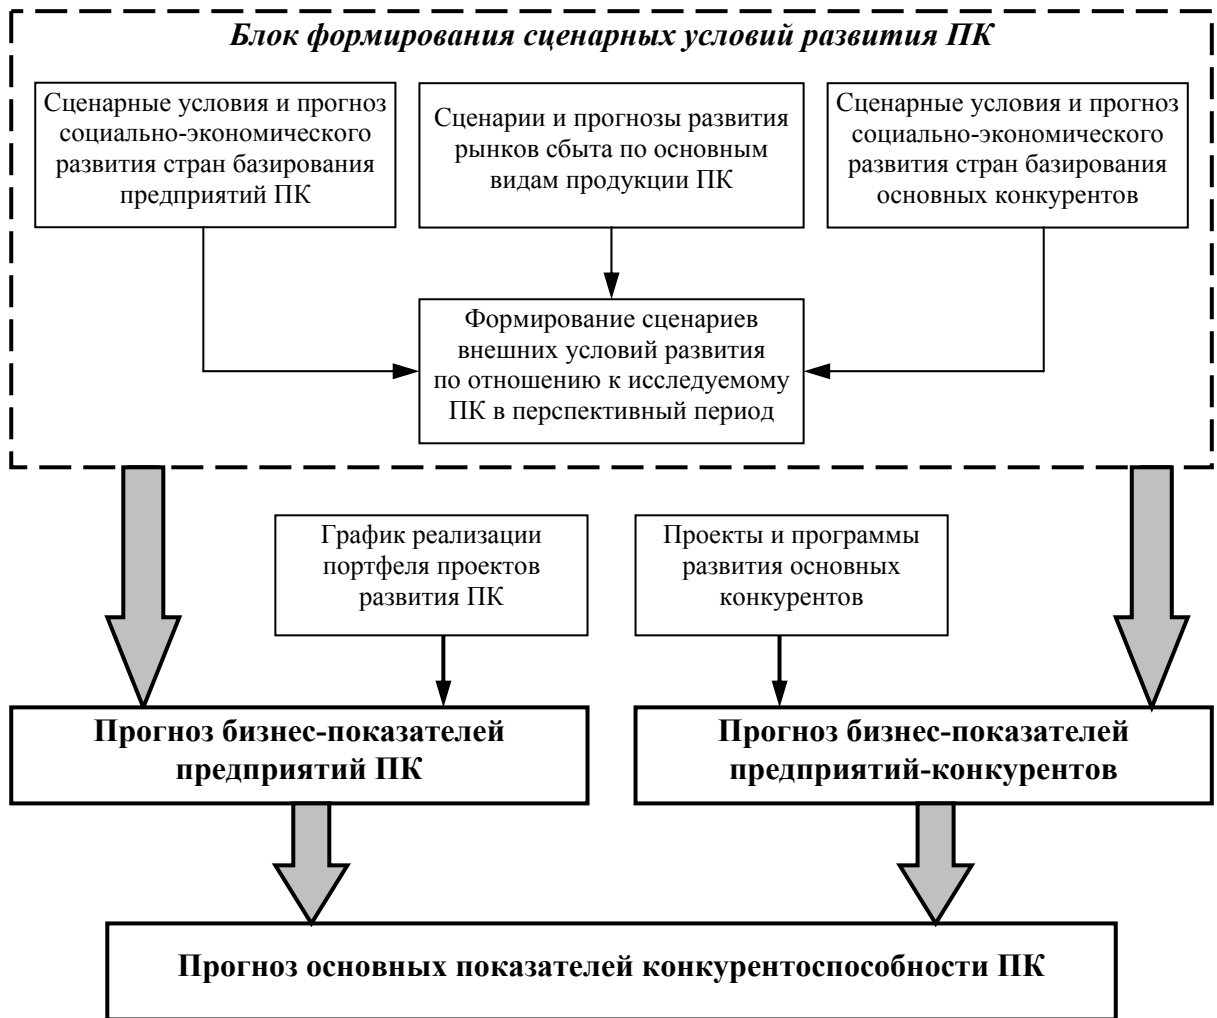 Блок формирования сценарных условий развития ПК
Сценарные условия и прогноз
социально-экономического
развития стран базирования
предприятий ПК
Сценарии и прогнозы развития
рынков сбыта по основным
видам продукции ПК
Сценарные условия и прогноз
социально-экономического
развития стран базирования
основных конкурентов
Формирование сценариев
внешних условий развития
по отношению к исследуемому
ПК в перспективный период
График реализации
портфеля проектов
развития ПК
Проекты и программы
развития основных
конкурентов
Прогноз бизнес-показателей
предприятий ПК
Прогноз бизнес-показателей
предприятий-конкурентов
Прогноз основных показателей конкурентоспособности ПК